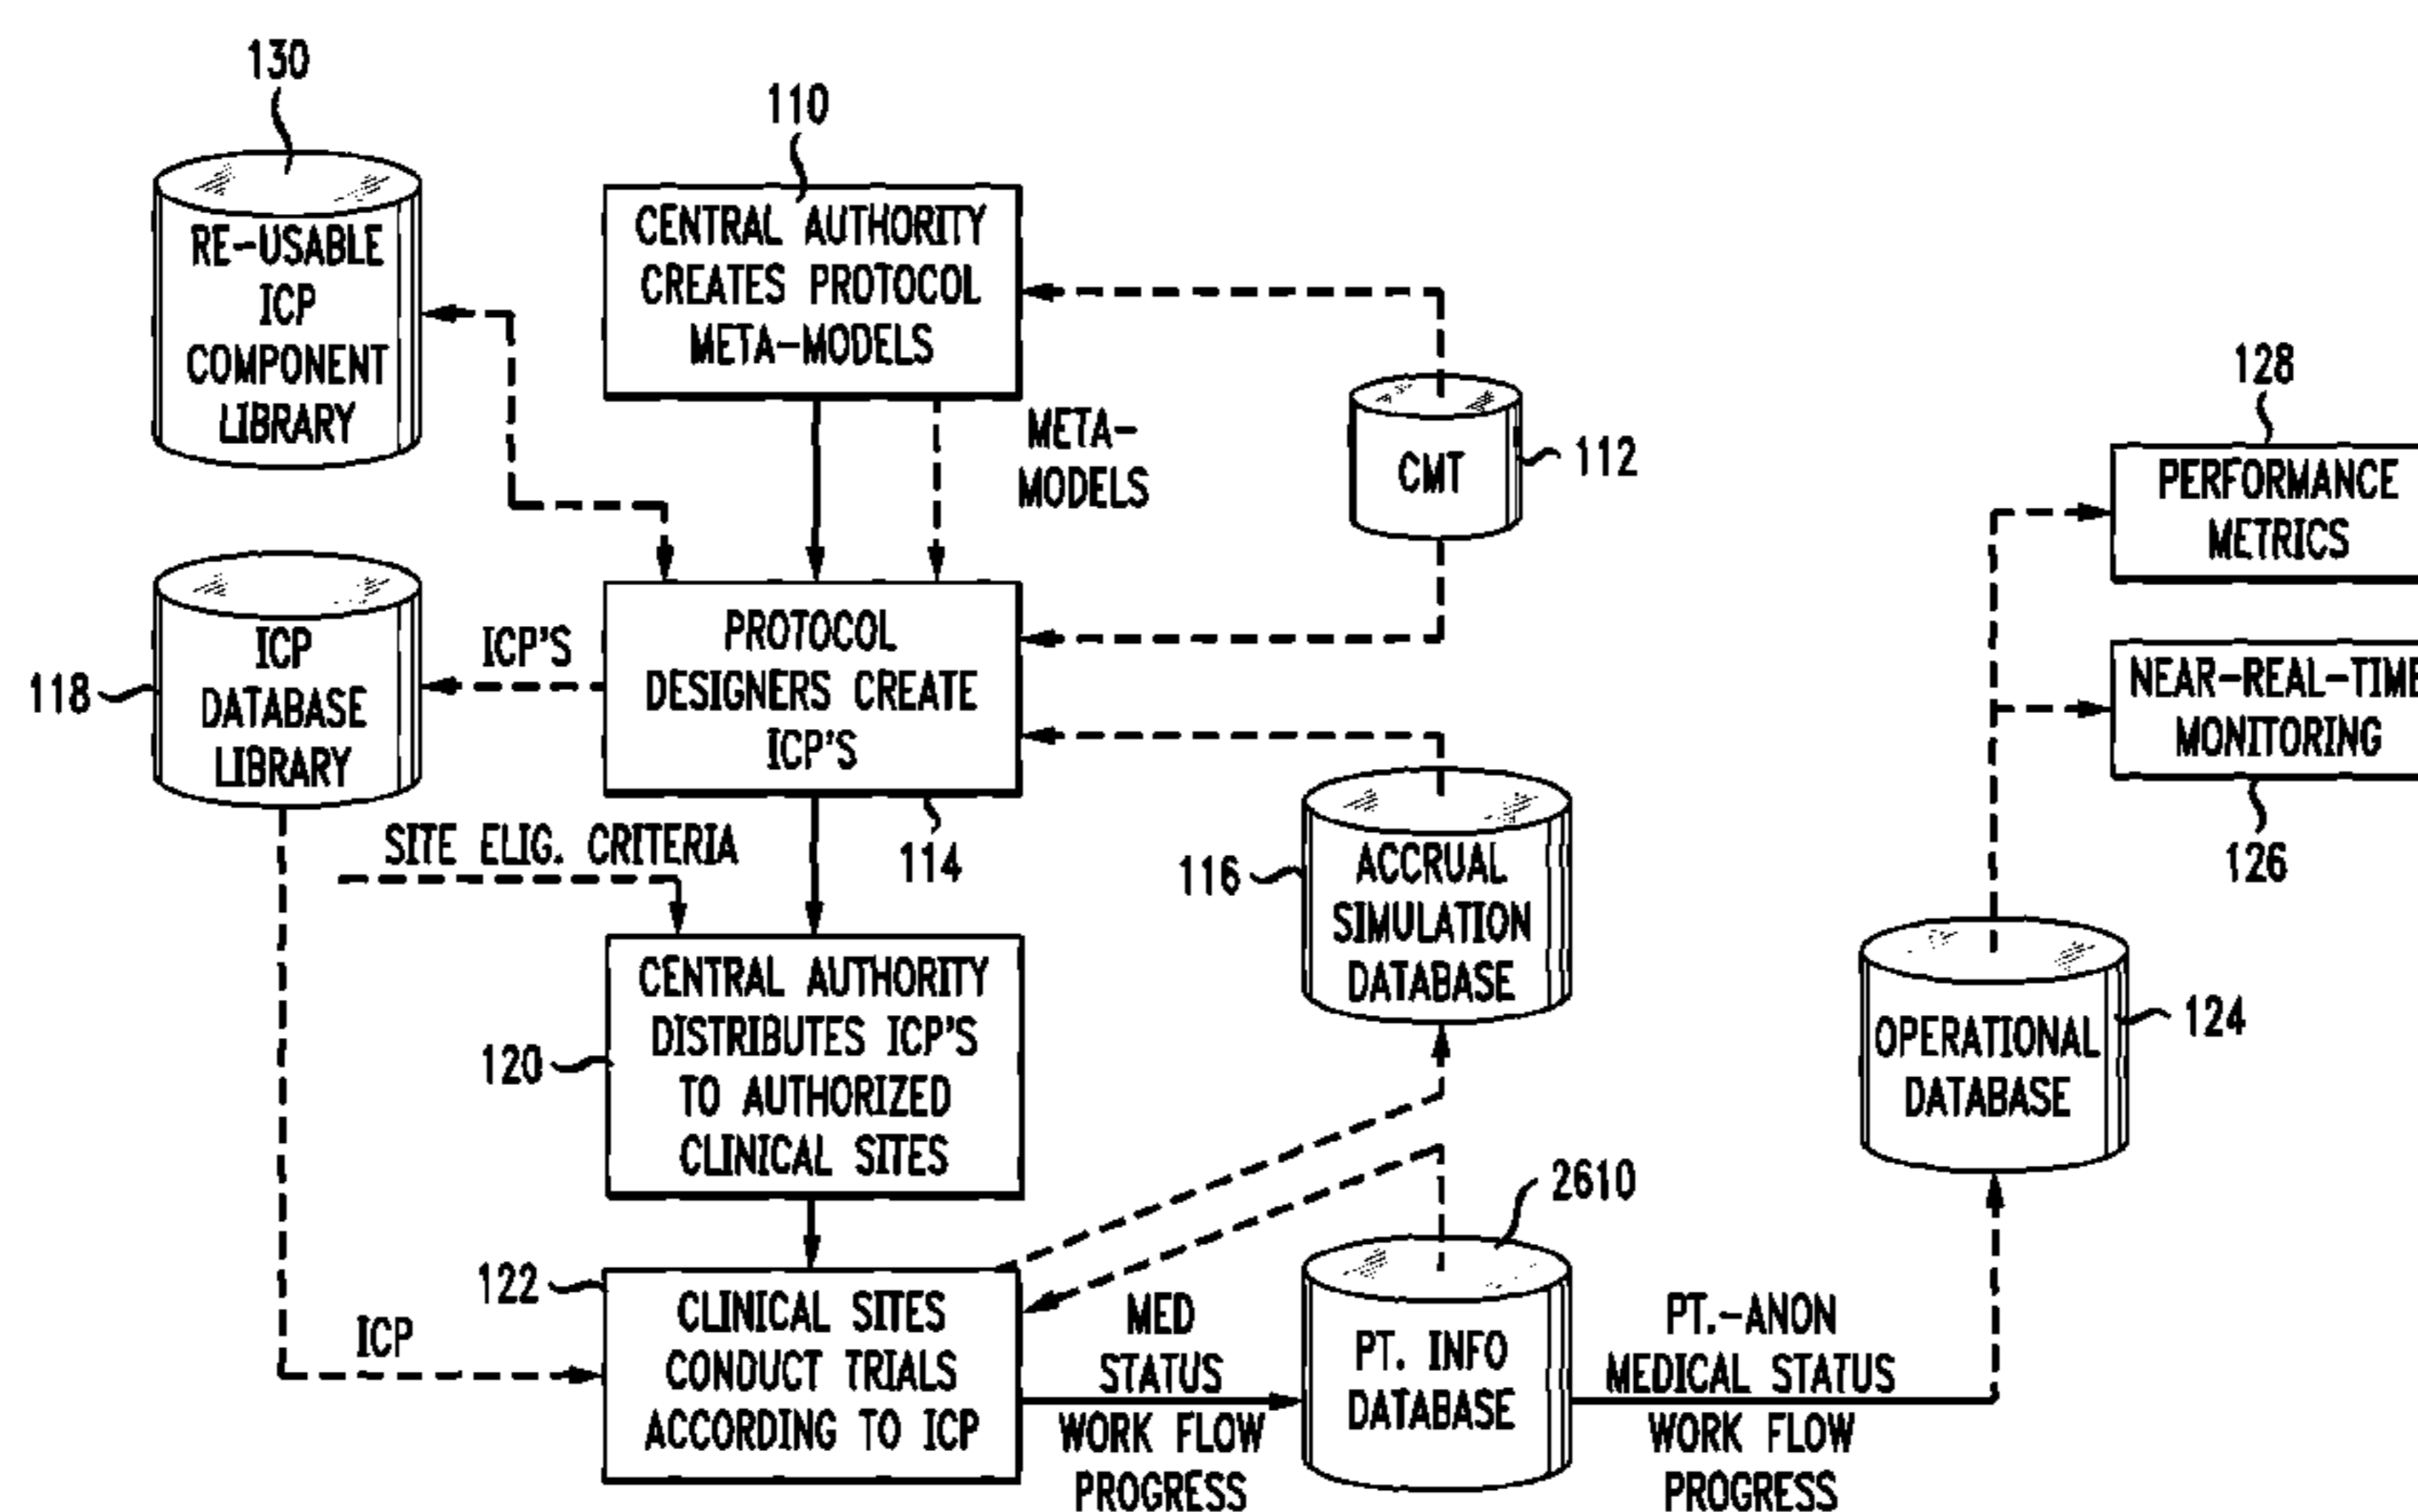 130
RE-USABLE
ICP
COMPONENT
LIBRARY
110
CENTRAL AUTHORITY
CREATES PROTOCOL
META-MODELS
META-
MODELS
CMT
112
128
PERFORMANCE
METRICS
NEAR-REAL-TIME
MONITORING
126
118
ICP
DATABASE
LIBRARY
ICP'S
PROTOCOL
DESIGNERS CREATE
ICP'S
114
SITE ELIG. CRITERIA
116
ACCRUAL
SIMULATION
DATABASE
120
CENTRAL AUTHORITY
DISTRIBUTES ICP'S
TO AUTHORIZED
CLINICAL SITES
OPERATIONAL
DATABASE
124
2610
122
ICP
CLINICAL SITES
CONDUCT TRIALS
ACCORDING TO ICP
MED
STATUS
WORK FLOW
PROGRESS
PT. INFO
DATABASE
PT.-ANON
MEDICAL STATUS
WORK FLOW
PROGRESS